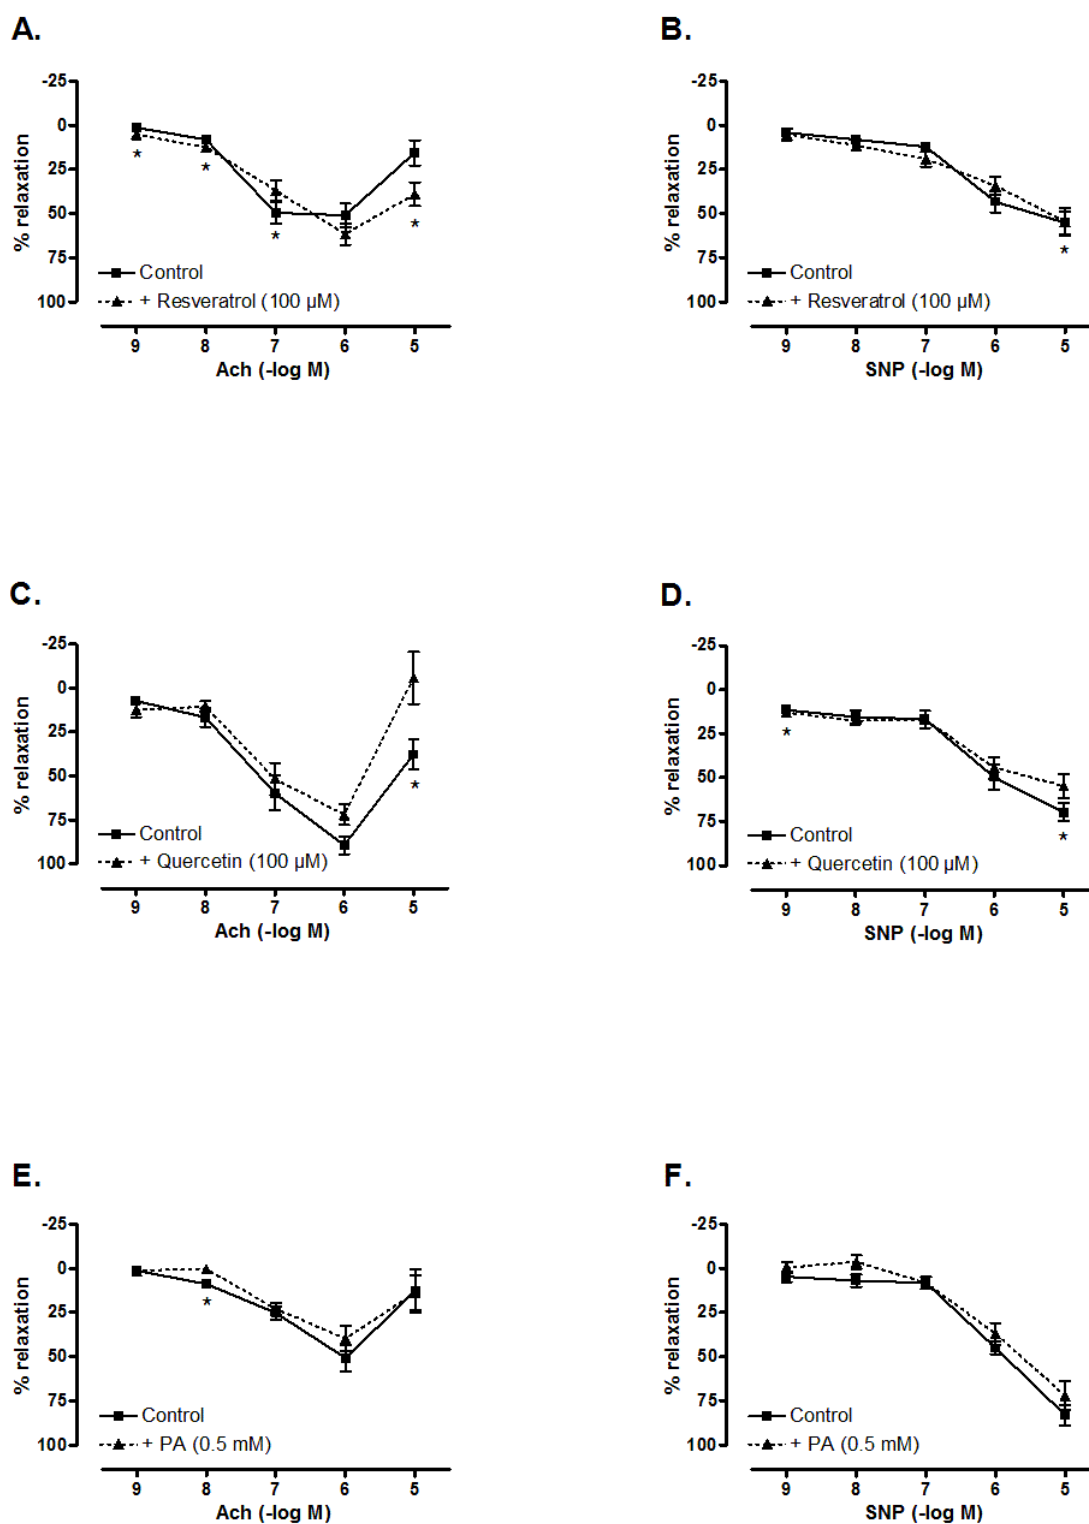 A.
-25
0
25
50
75
100
% relaxation
* * * *
Control
+ Resveratrol (100 µM)
9 8 7 6 5
Ach (-log M)
B.
-25
0
25
50
75
100
% relaxation
*
Control
+ Resveratrol (100 µM)
9 8 7 6 5
SNP (-log M)
C.
-25
0
25
50
75
100
% relaxation
*
Control
+ Quercetin (100 µM)
9 8 7 6 5
Ach (-log M)
D.
-25
0
25
50
75
100
% relaxation
* *
Control
+ Quercetin (100 µM)
9 8 7 6 5
SNP (-log M)
E.
-25
0
25
50
75
100
% relaxation
*
Control
+ PA (0.5 mM)
9 8 7 6 5
Ach (-log M)
F.
-25
0
25
50
75
100
% relaxation
Control
+ PA (0.5 mM)
9 8 7 6 5
SNP (-log M)